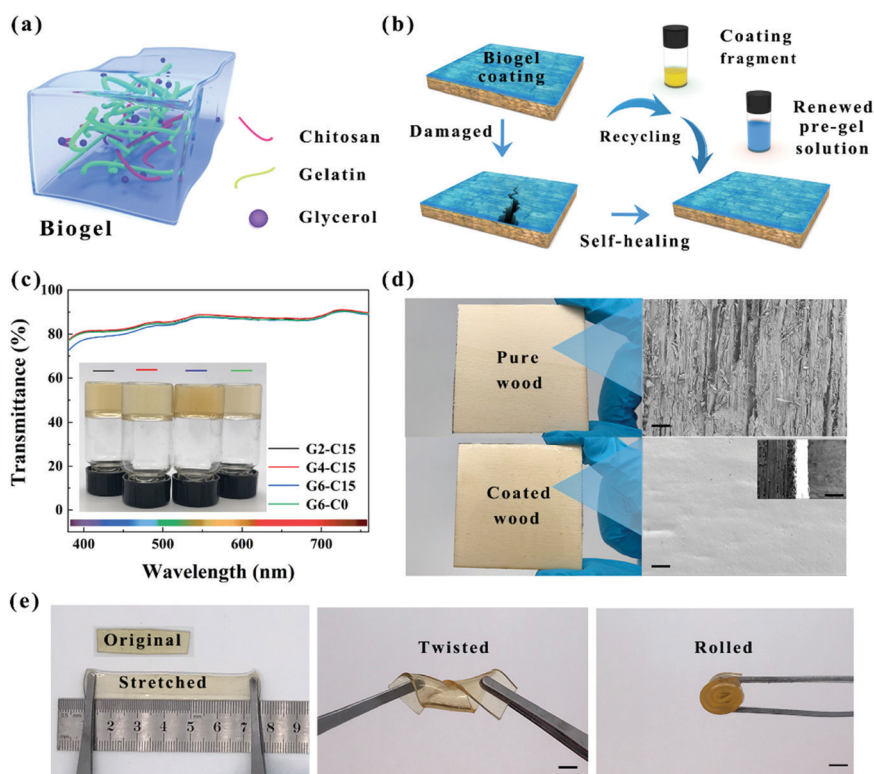 (a)
Chitosan
Gelatin
Glycerol
Biogel
(b)
Biogel
coating
Damaged
Coating
fragment
Recycling
Renewed
pre-gel
solution
Self-healing
(c)
Transmittance (%)
100
80
60
40
20
0
G2-C15
G4-C15
G6-C15
G6-C0
400
500
600
700
Wavelength (nm)
(d)
Pure
wood
Coated
wood
(e)
Original
Stretched
2 3 4 5 6 7 8 9
Twisted
Rolled